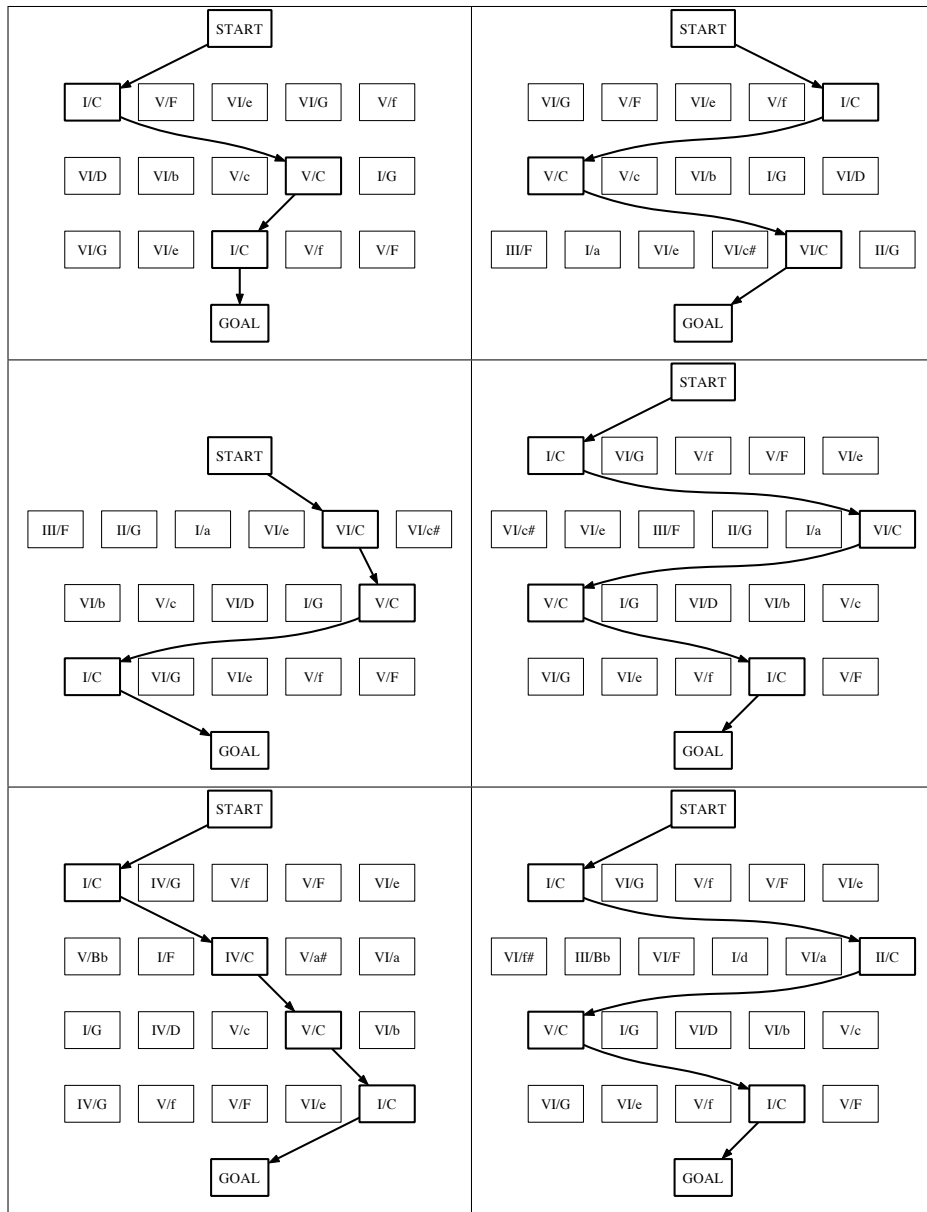 START
I/C V/F VI/e VI/G V/f
VI/D VI/b V/c V/C I/G
VI/G VI/e I/C V/f V/F
GOAL
START
VI/G V/F VI/e V/f I/C
V/C V/c VI/b I/G VI/D
III/F I/a VI/e VI/c# VI/C II/G
GOAL
START
III/F II/G I/a VI/e VI/C VI/c#
VI/b V/c VI/D I/G V/C
I/C VI/G VI/e V/f V/F
GOAL
START
I/C VI/G V/f V/F VI/e
VI/c# VI/e III/F II/G I/a VI/C
V/C I/G VI/D VI/b V/c
VI/G VI/e V/f I/C V/F
GOAL
START
I/C IV/G V/f V/F VI/e
V/Bb I/F IV/C V/a# VI/a
I/G IV/D V/c V/C VI/b
IV/G V/f V/F VI/e I/C
GOAL
START
I/C VI/G V/f V/F VI/e
VI/f# III/Bb VI/F I/d VI/a II/C
V/C I/G VI/D VI/b V/c
VI/G VI/e V/f I/C V/F
GOAL